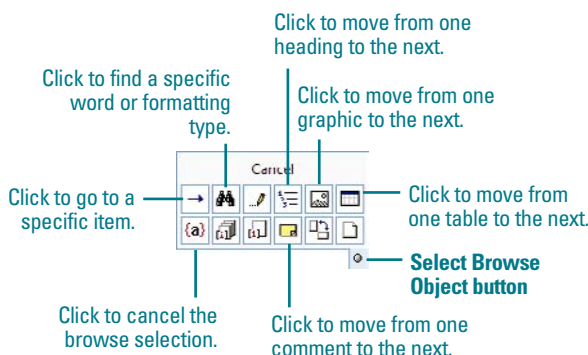 Click to move from one
heading to the next.
Click to find a specific
word or formatting
type.
Click to move from one
graphic to the next.
Cancel
Click to go to a
specific item.
Click to move from
one table to the next.
{a}
Select Browse
Object button
Click to cancel the
browse selection.
Click to move from one
comment to the next.